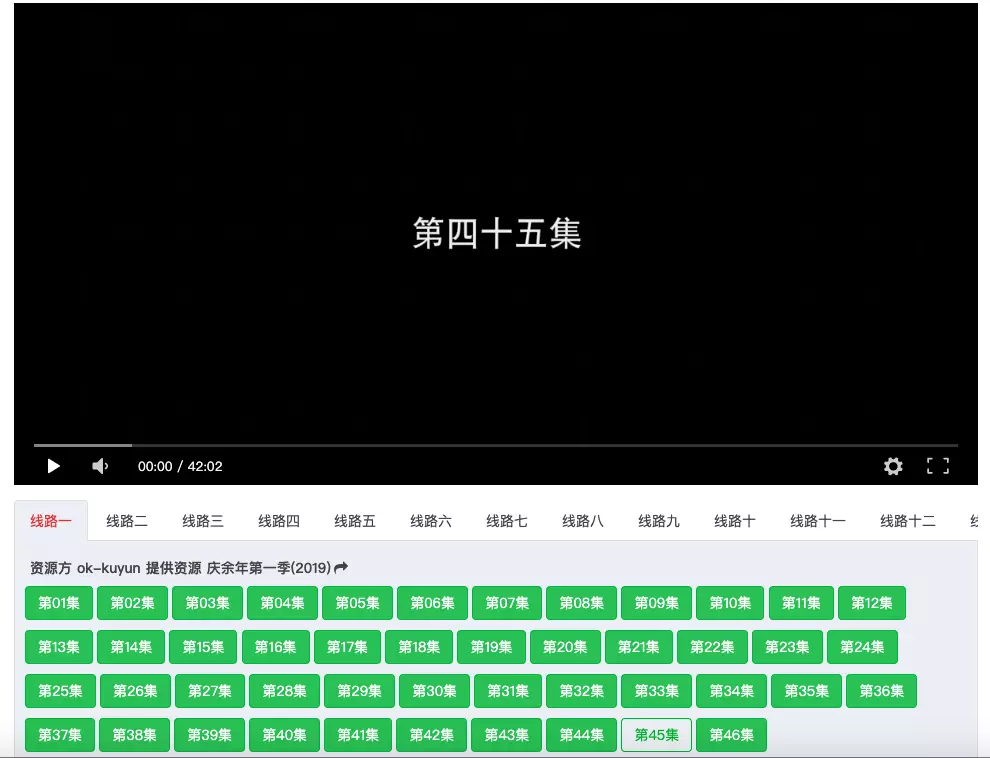 第四十五集
00:00 / 42:02
线路一 线路二 线路三 线路四 线路五 线路六 线路七 线路八 线路九 线路十 线路十一 线路十二
资源方 ok-kuyun 提供资源 庆余年第一季(2019)
第01集 第02集 第03集 第04集 第05集 第06集 第07集 第08集 第09集 第10集 第11集 第12集
第13集 第14集 第15集 第16集 第17集 第18集 第19集 第20集 第21集 第22集 第23集 第24集
第25集 第26集 第27集 第28集 第29集 第30集 第31集 第32集 第33集 第34集 第35集 第36集
第37集 第38集 第39集 第40集 第41集 第42集 第43集 第44集 第45集 第46集